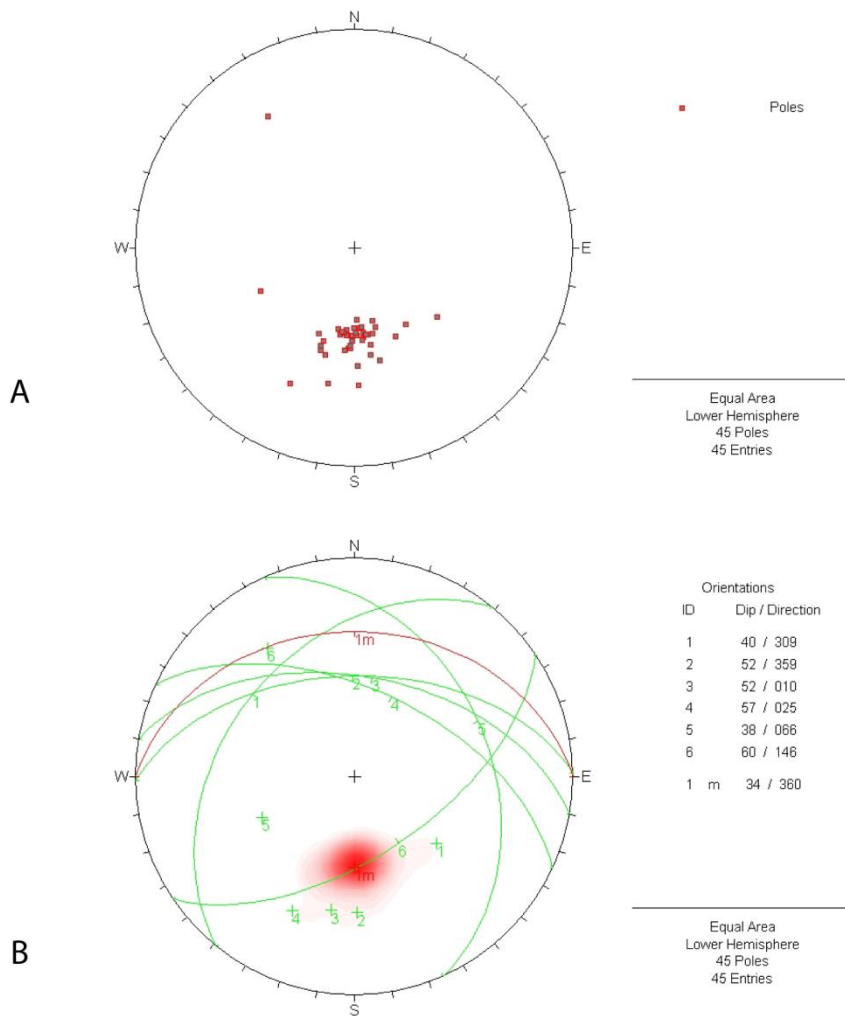 N
Poles
W
E
S
A
Equal Area
Lower Hemisphere
45 Poles
45 Entries
N
1m
6
2
3
1
4
5
W
E
5
6
1
1m
4
3
2
S
B
Orientations
ID Dip / Direction
1 40 / 309
2 52 / 359
3 52 / 010
4 57 / 025
5 38 / 066
6 60 / 146
1 m 34 / 360
Equal Area
Lower Hemisphere
45 Poles
45 Entries